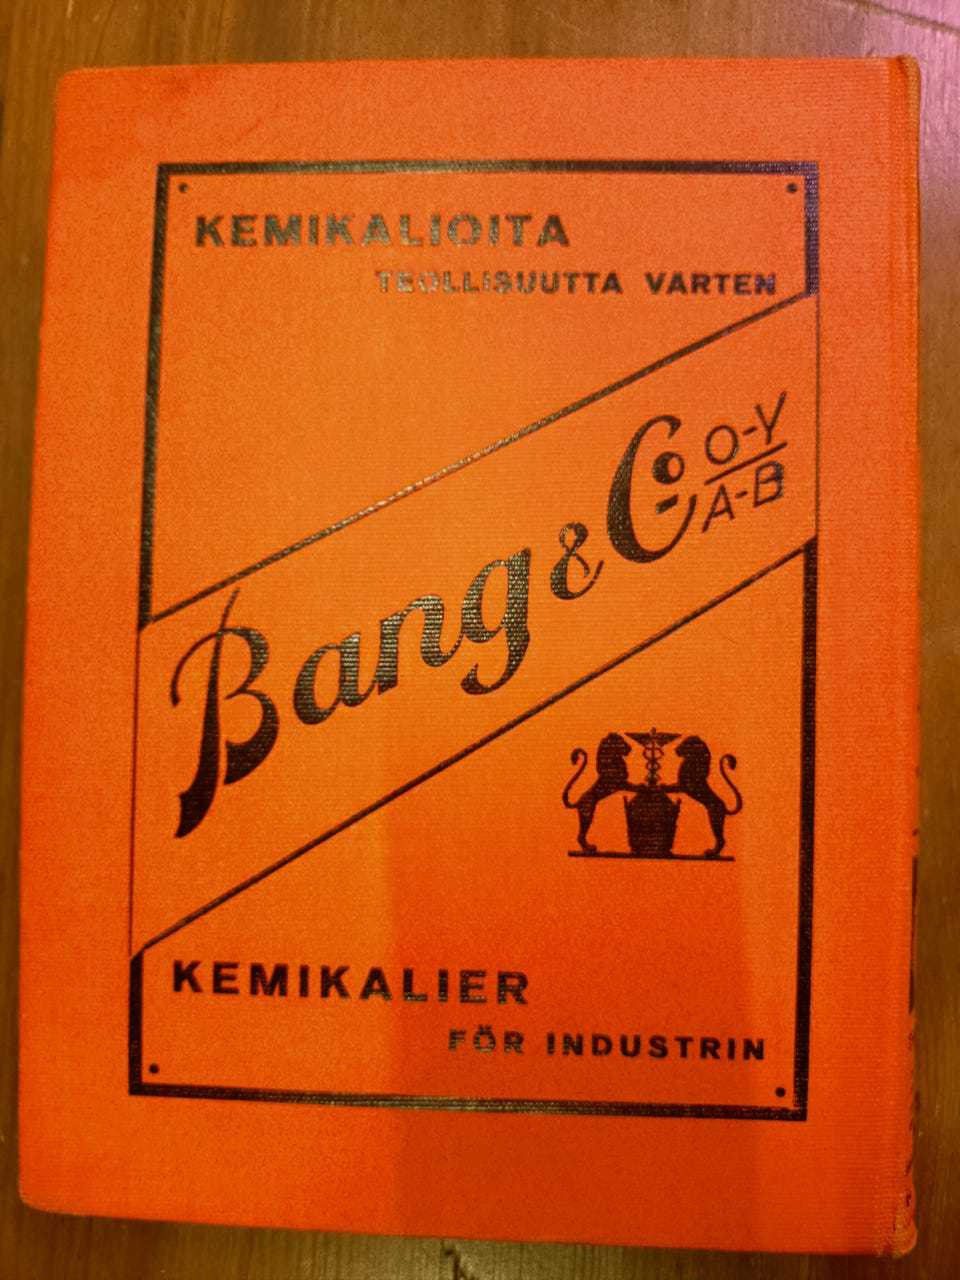 KEMIKALIOITA
TEOLLISUUTTA VARTEN
Bang & Co O-Y
A-B
KEMIKALIER
FÖR INDUSTRIN